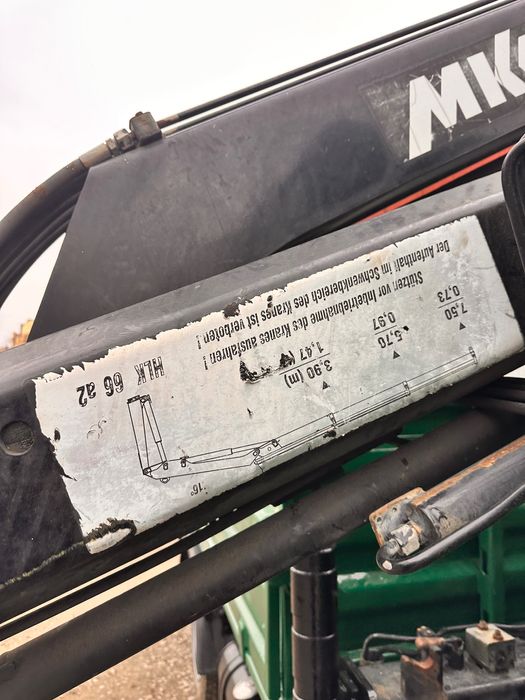 MK
16°
7,50
0,73
5,70
0,97
3,90 (m)
1,47 (
HLK 66 a2
Stützen vor Inbetriebnahme des Kranes ausfahren !
Der Aufenthalt im Schwenkbereich des Kranes ist verboten !